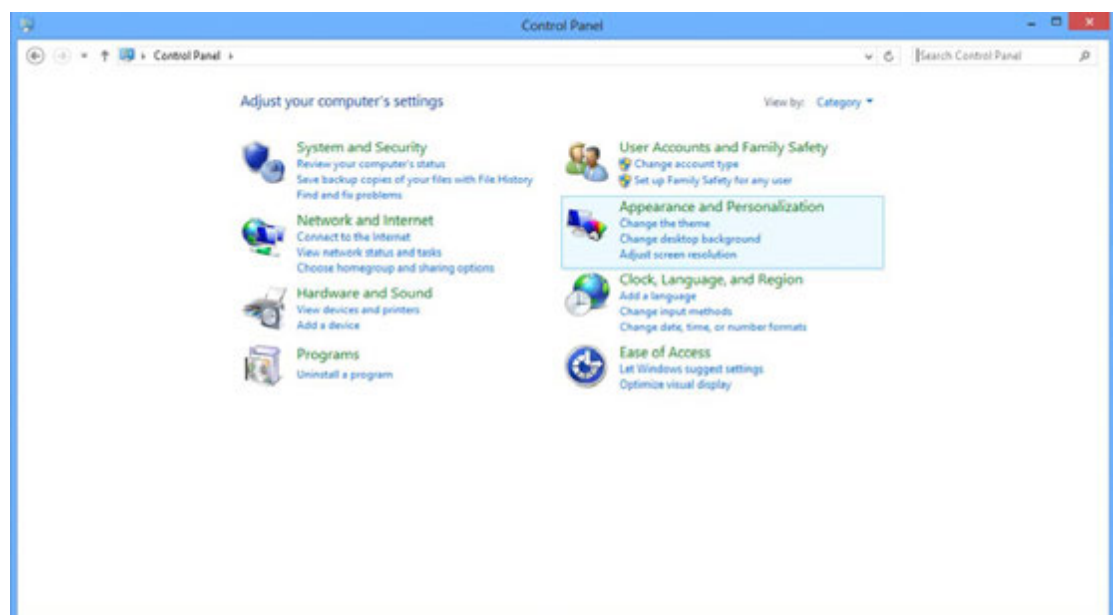 Control Panel
Control Panel
Search Control Panel
Adjust your computer's settings
View by: Category
System and Security
Review your computer's status
Save backup copies of your files with File History
Find and fix problems
Network and Internet
Connect to the Internet
View network status and tasks
Choose homegroup and sharing options
Hardware and Sound
View devices and printers
Add a device
Programs
Uninstall a program
User Accounts and Family Safety
Change account type
Set up Family Safety for any user
Appearance and Personalization
Change the theme
Change desktop background
Adjust screen resolution
Clock, Language, and Region
Add a language
Change input methods
Change date, time, or number formats
Ease of Access
Let Windows suggest settings
Optimize visual display